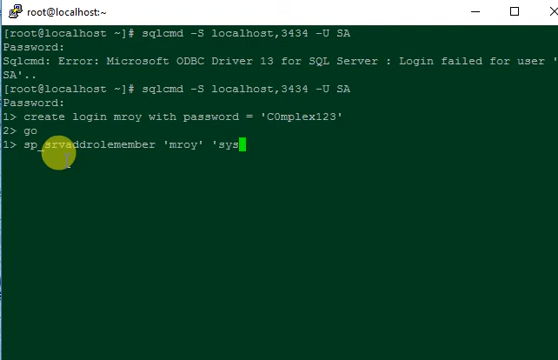 root@localhost:~
[root@localhost ~]# sqlcmd -S localhost,3434 -U SA
Password:
Sqlcmd: Error: Microsoft ODBC Driver 13 for SQL Server : Login failed for user '
SA'..
[root@localhost ~]# sqlcmd -S localhost,3434 -U SA
Password:
1> create login mroy with password = 'C0mplex123'
2> go
1> sp_srvaddrolemember 'mroy' 'sys